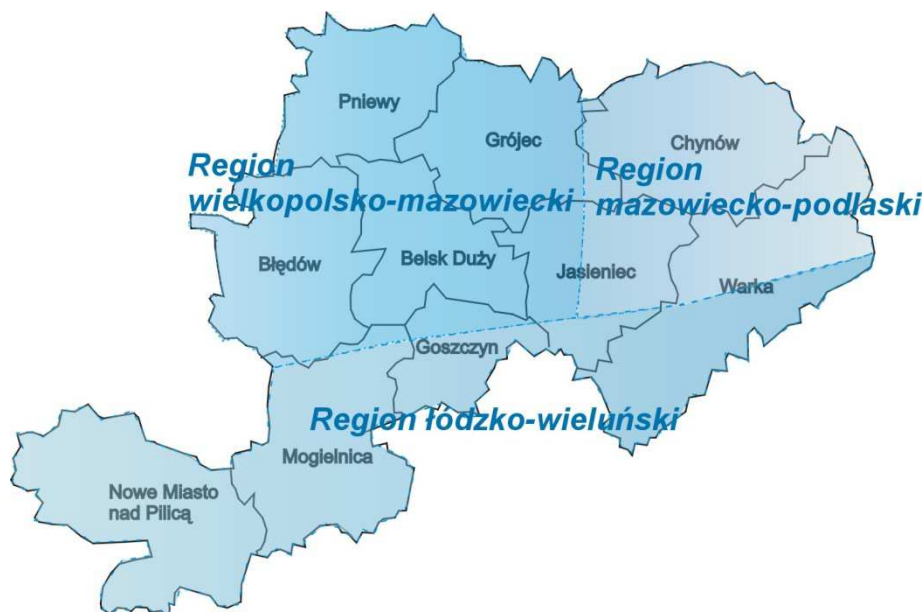 Pniewy
Grójec
Chynów
Region
wielkopolsko-mazowiecki
Region
mazowiecko-podlaski
Błędów
Belsk Duży
Jasieniec
Warka
Goszczyn
Region łódzko-wieluński
Mogielnica
Nowe Miasto
nad Pilicą